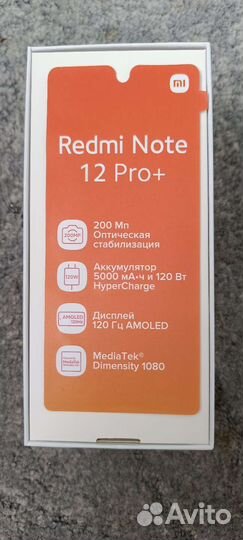 mi
Redmi Note
12 Pro+
200MP
200 Мп
Оптическая
стабилизация
120W
Аккумулятор
5000 мА•ч и 120 Вт
HyperCharge
AMOLED
120Hz
Дисплей
120 Гц AMOLED
MediaTek
MediaTek®
Dimensity 1080
Avito